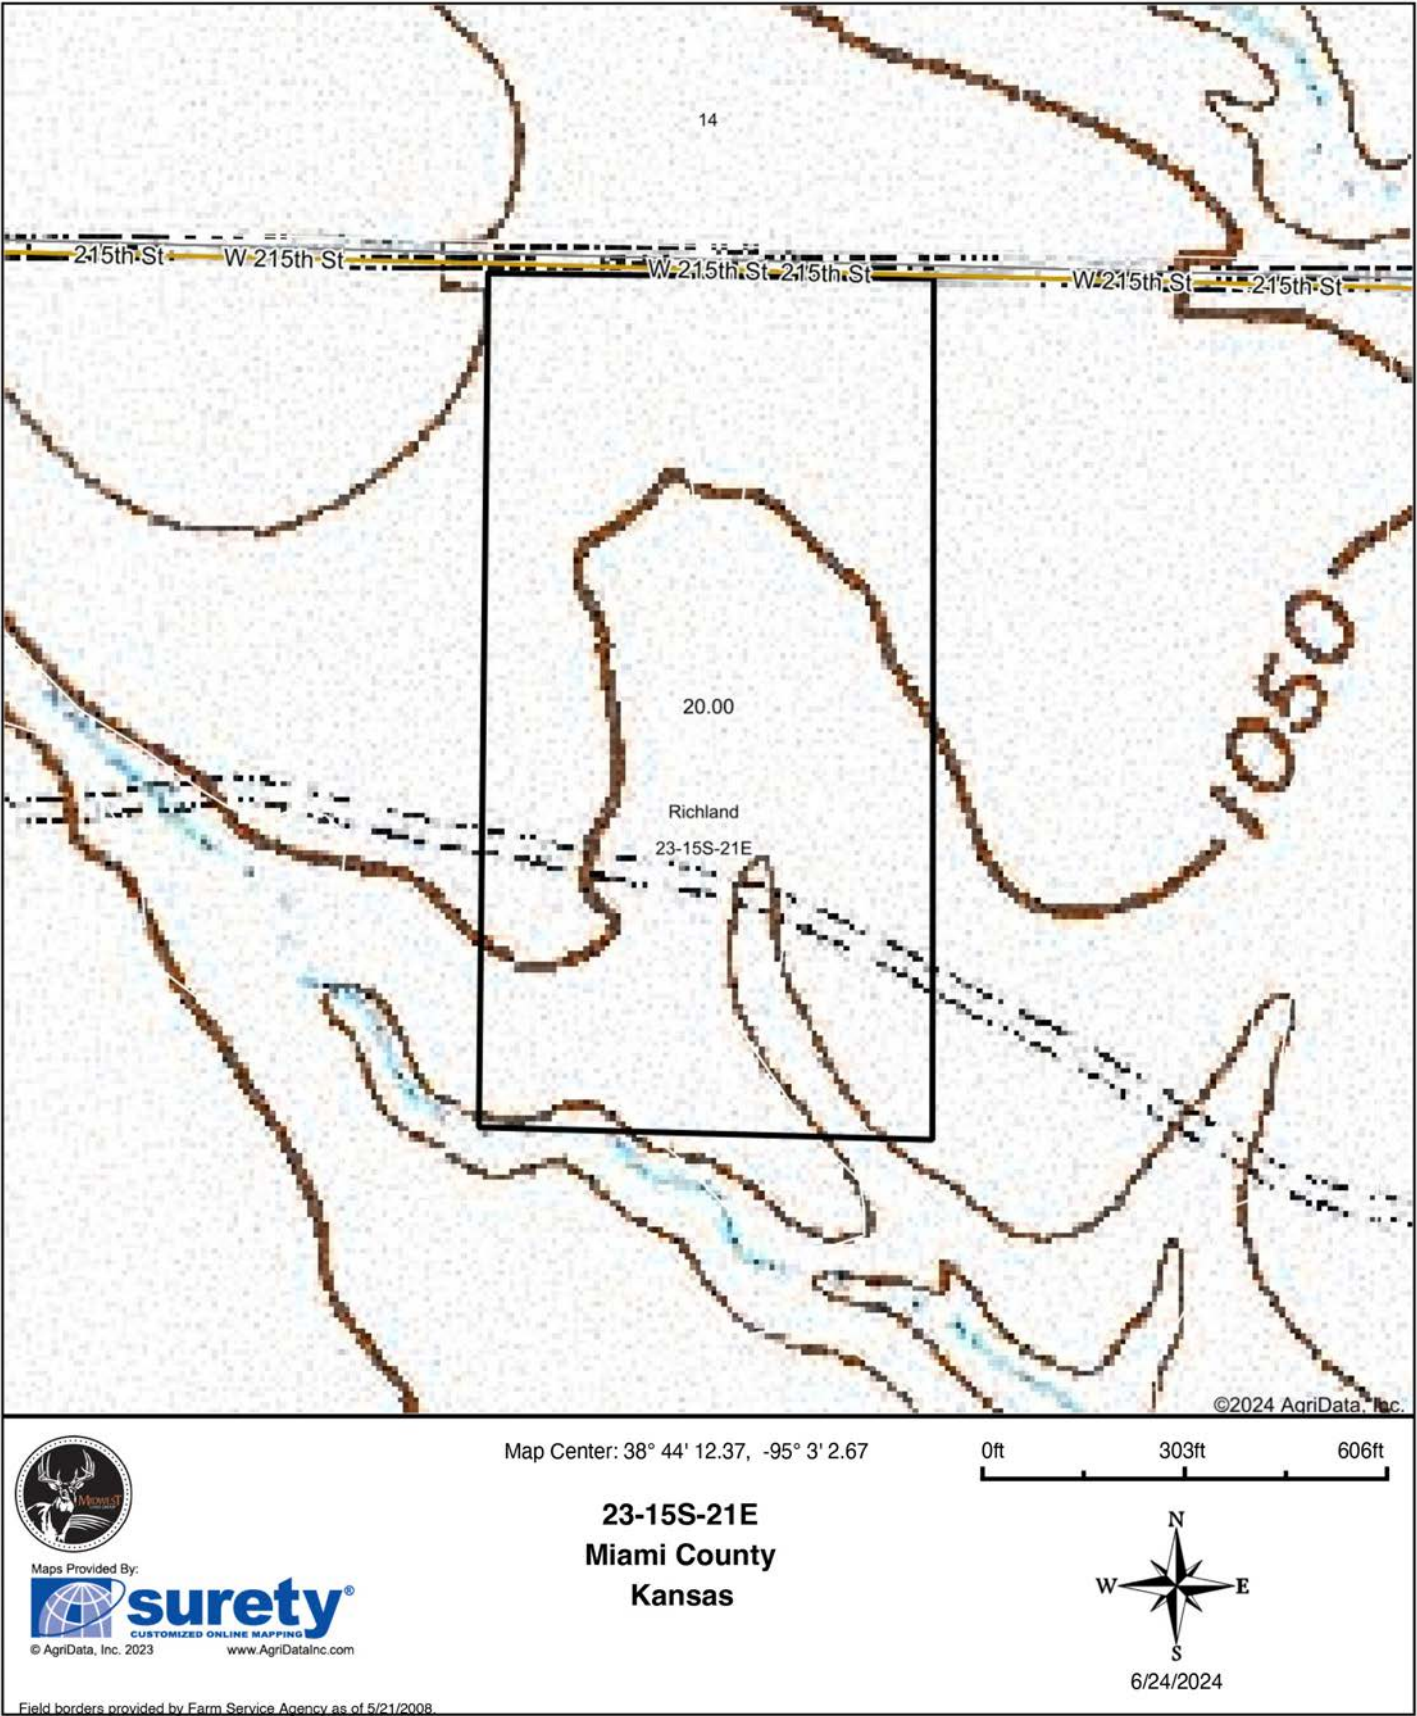 14
215th St
W 215th St
W 215th St
215th St
W 215th St
215th St
1050
20.00
Richland
23-15S-21E
©2024 AgriData, Inc.
Map Center: 38° 44' 12.37, -95° 3' 2.67
0ft 303ft 606ft
MIDWEST
23-15S-21E
Miami County
Kansas
N
W E
S
6/24/2024
Maps Provided By:
surety®
CUSTOMIZED ONLINE MAPPING
© AgriData, Inc. 2023 www.AgriDataInc.com
Field borders provided by Farm Service Agency as of 5/21/2008.